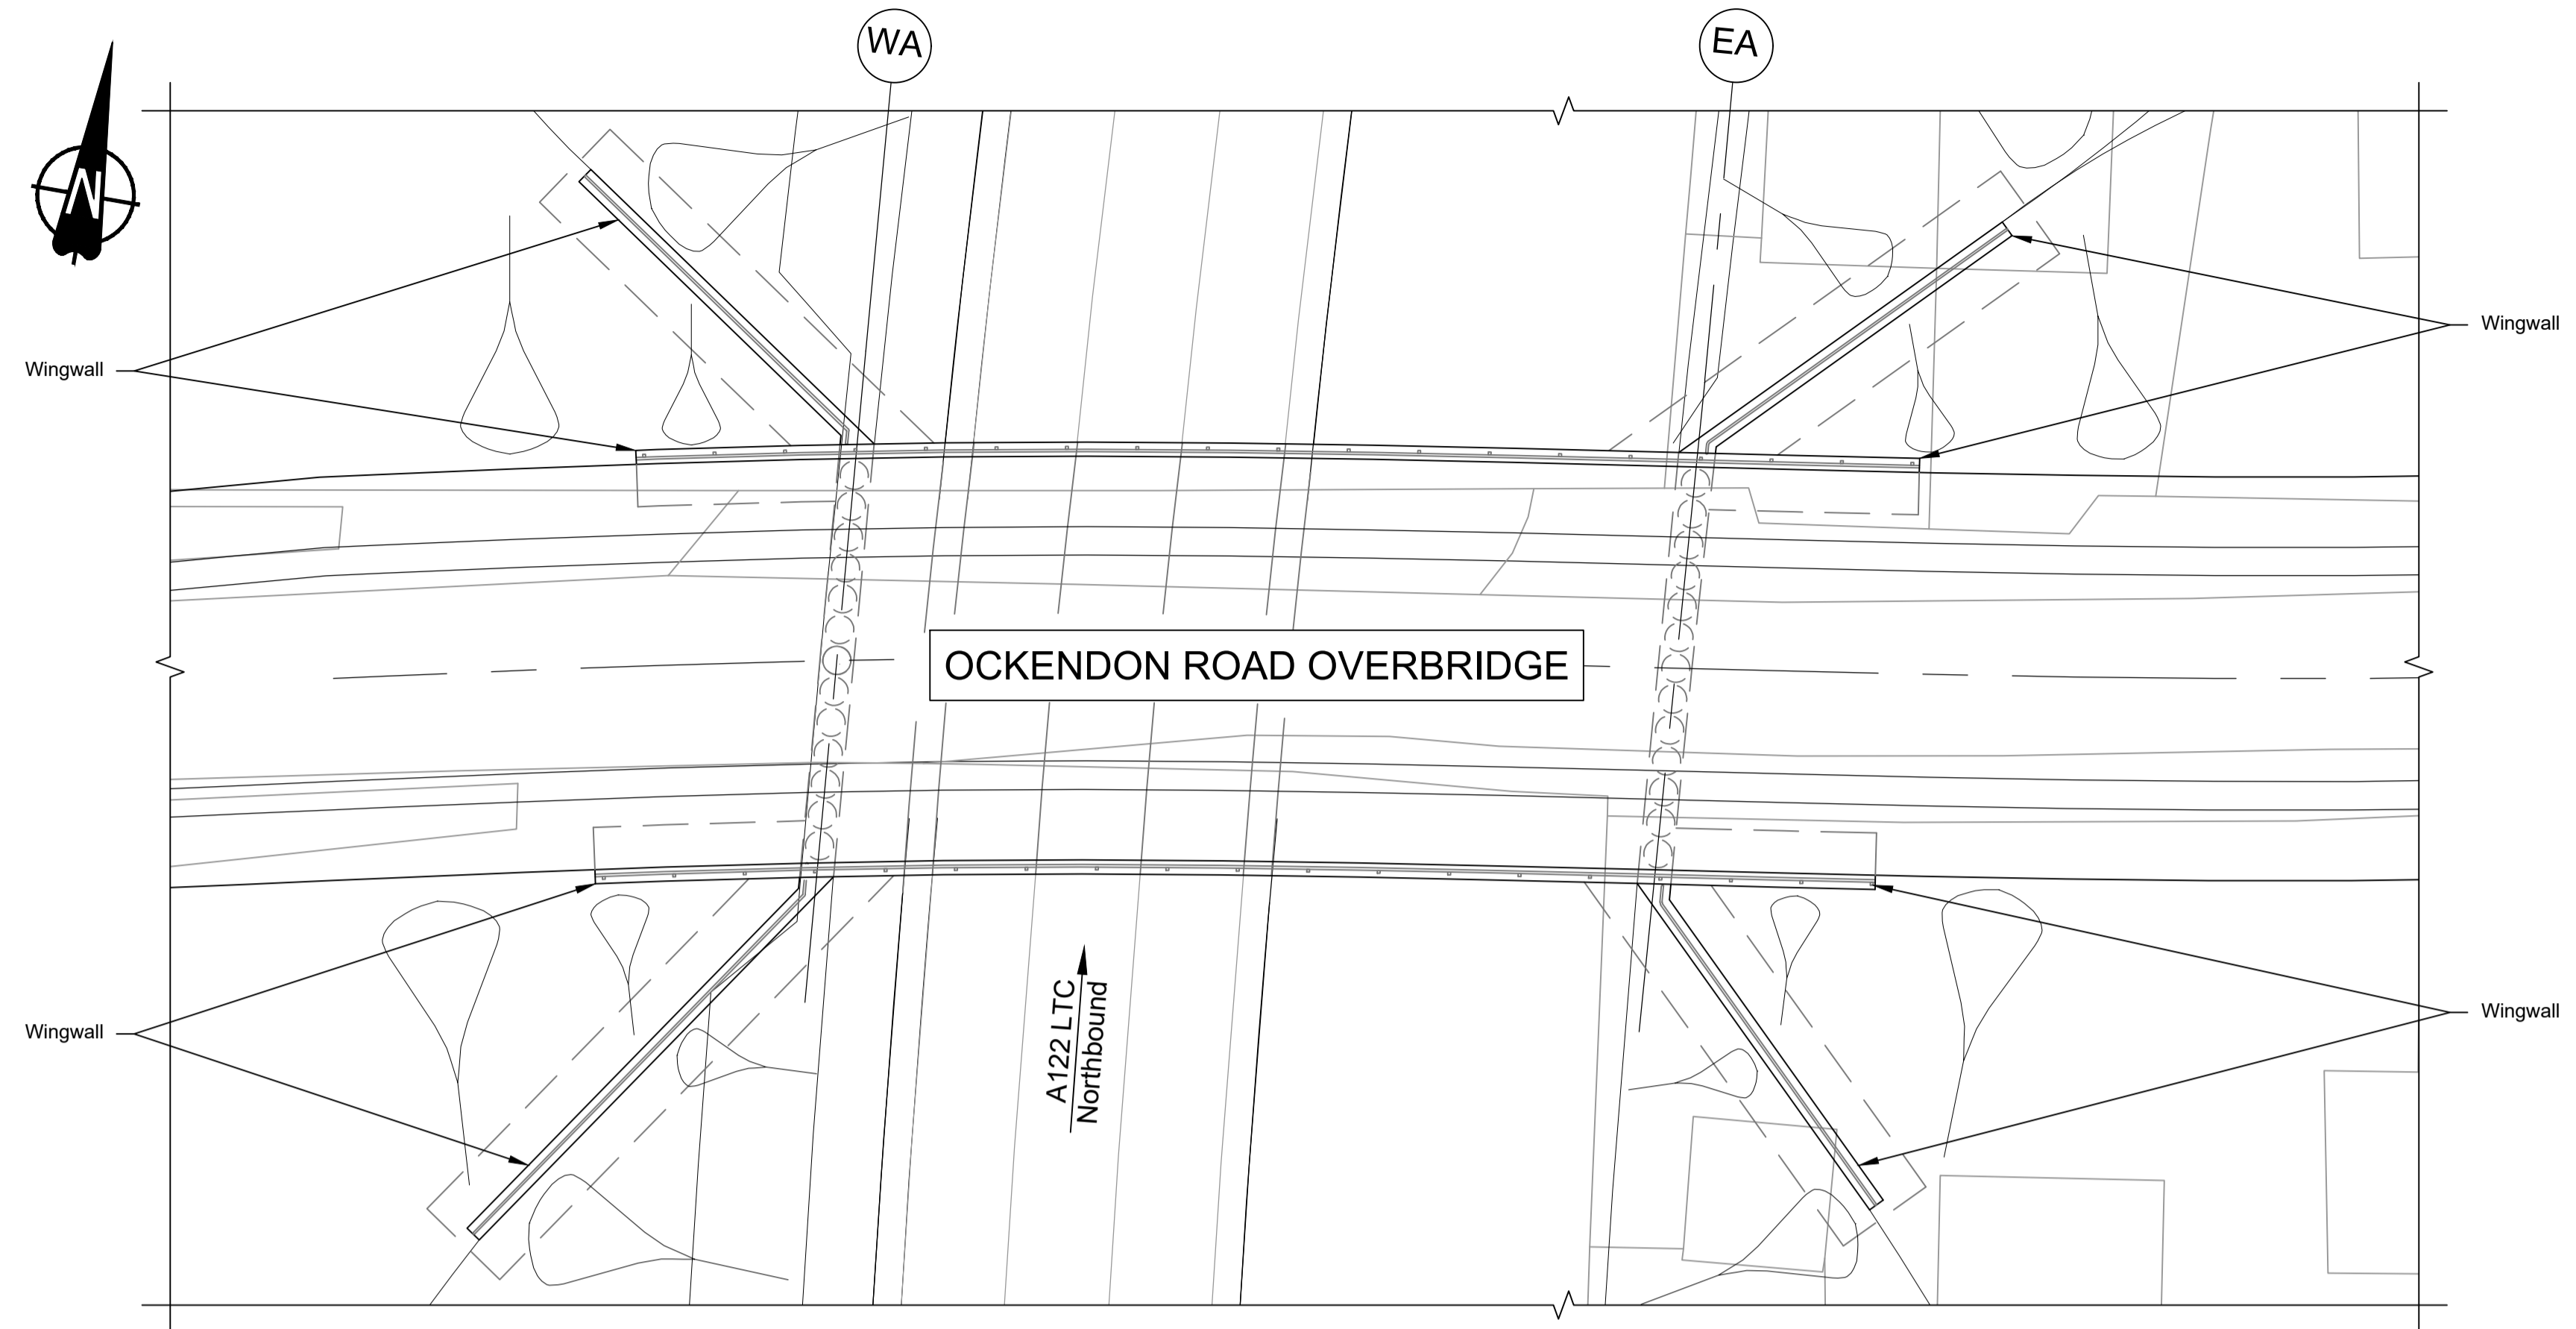 WA
EA
N
Wingwall
Wingwall
OCKENDON ROAD OVERBRIDGE
A122 LTC
Northbound
Wingwall
Wingwall